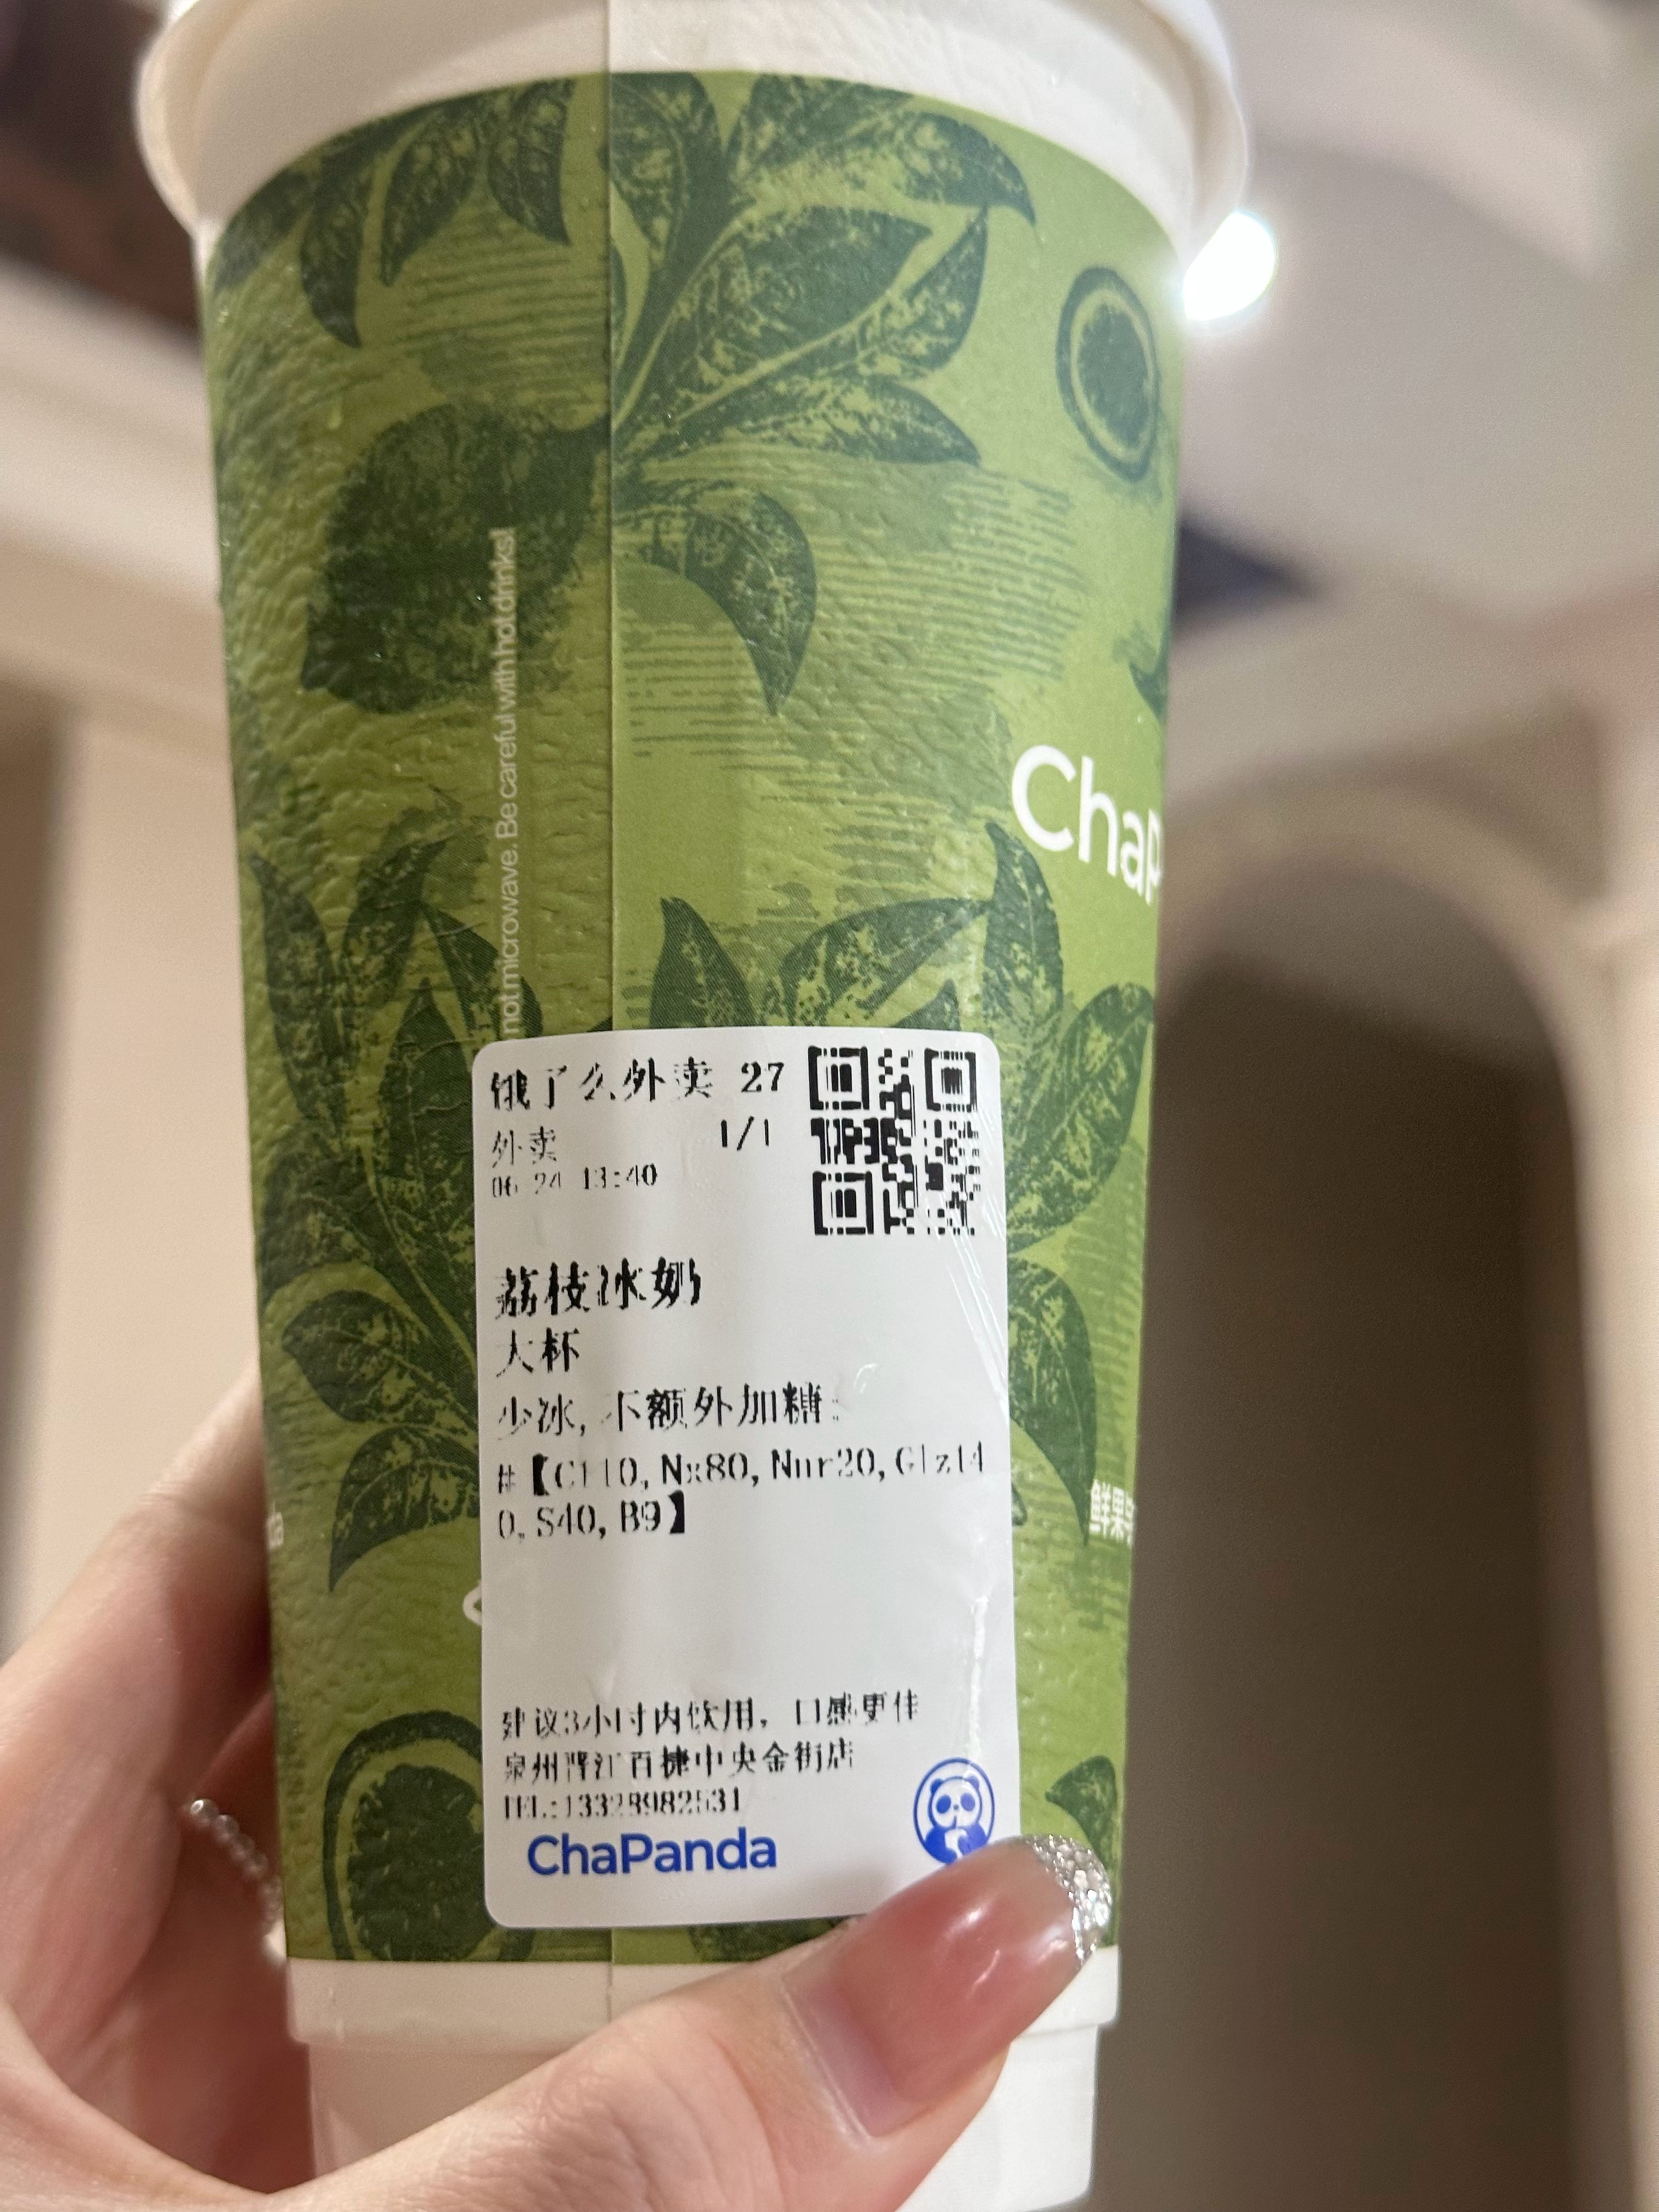 not microwave. Be careful with hot drinks!
Chap
饿了么外卖 27
外卖 1/1
06-24 13:40
荔枝冰奶
大杯
少冰, 不额外加糖
#【C110, Nx80, Nnr20, Glz14
0, S40, B9】
鲜果
建议3小时内饮用，口感更佳
泉州晋江百捷中央金街店
TEL:13328982531
ChaPanda